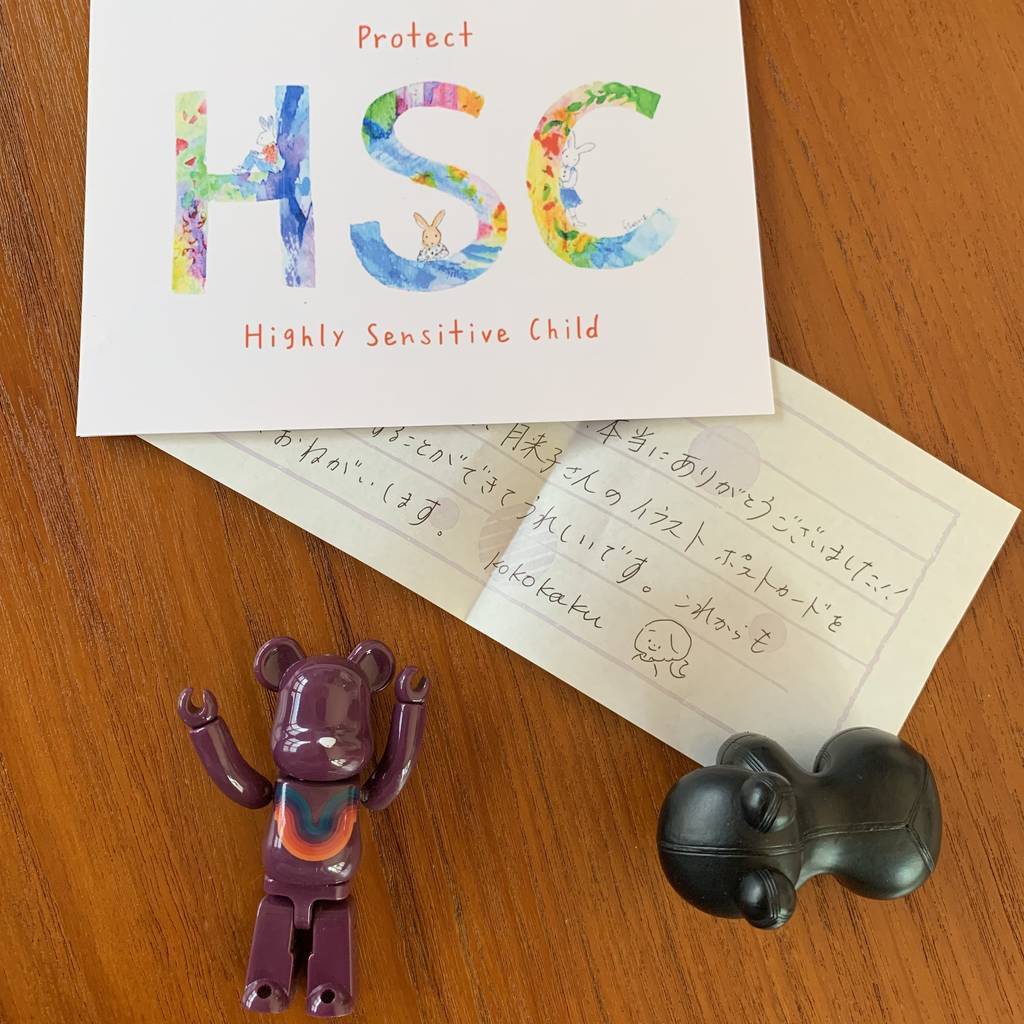 Protect
HSC
Highly Sensitive Child
本当にありがとうございました!!
月来子さんのイラストポストカードを
することができてうれしいです。これからも
おねがいします。
kokokaku